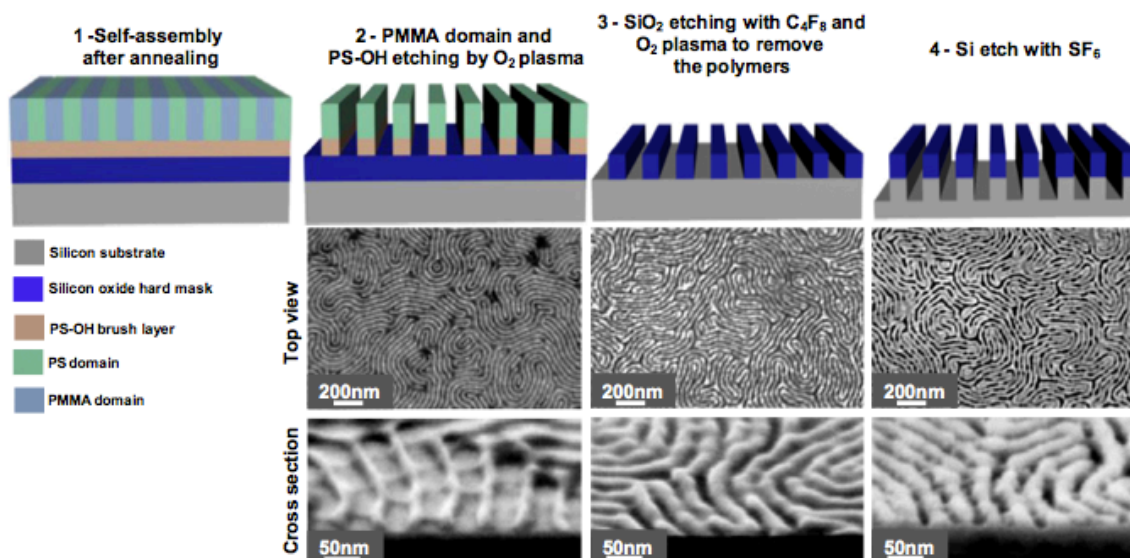 1 -Self-assembly
after annealing
2 - PMMA domain and
PS-OH etching by O₂ plasma
3 - SiO₂ etching with C₄F₈ and
O₂ plasma to remove
the polymers
4 - Si etch with SF₆
Silicon substrate
Silicon oxide hard mask
PS-OH brush layer
PS domain
PMMA domain
Top view
200nm
200nm
200nm
Cross section
50nm
50nm
50nm